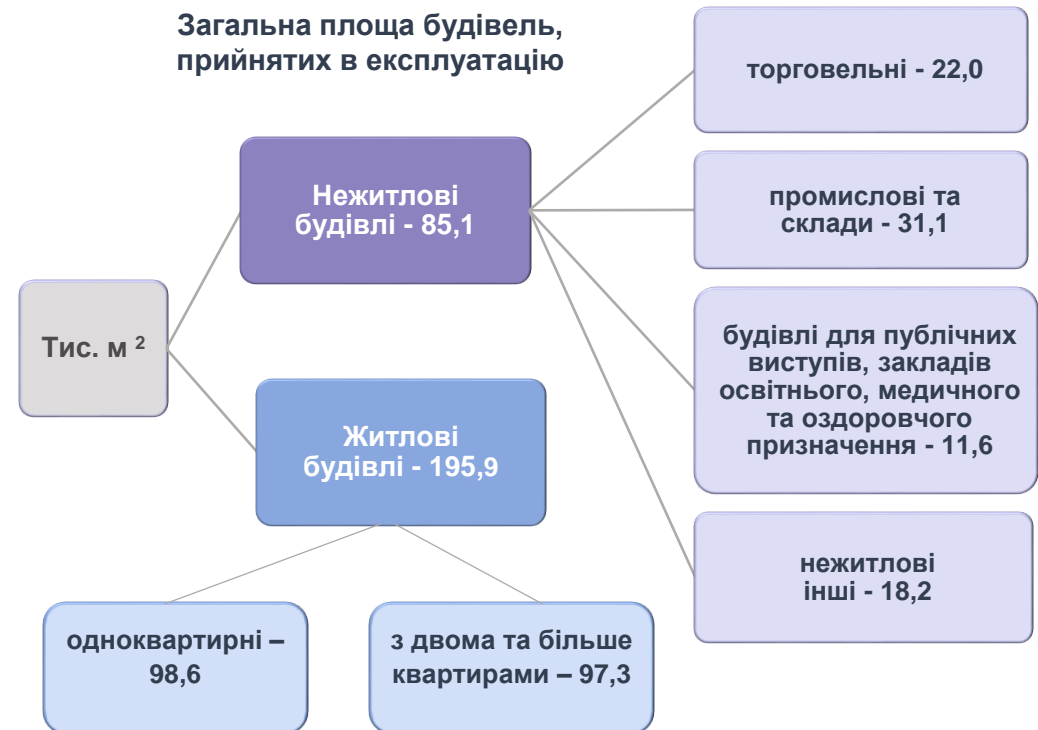 Загальна площа будівель,
прийнятих в експлуатацію
Тис. м 2
Нежитлові
будівлі - 85,1
торговельні - 22,0
промислові та
склади - 31,1
будівлі для публічних
виступів, закладів
освітнього, медичного
та оздоровчого
призначення - 11,6
нежитлові
інші - 18,2
Житлові
будівлі - 195,9
одноквартирні –
98,6
з двома та більше
квартирами – 97,3